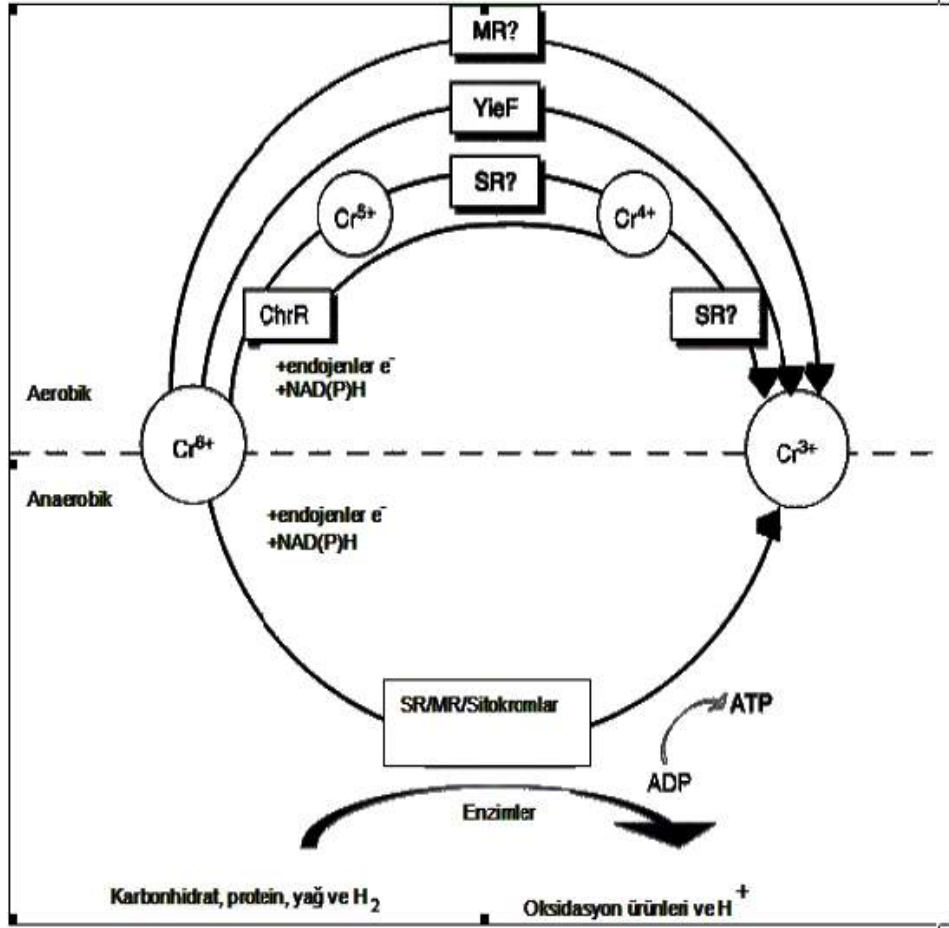 MR?
YieF
SR?
Cr⁵⁺
Cr⁴⁺
ChrR
SR?
+endojenler e⁻
+NAD(P)H
Aerobik
Cr⁶⁺
Cr³⁺
Anaerobik
+endojenler e⁻
+NAD(P)H
SR/MR/Sitokromlar
ATP
ADP
Enzimler
Karbonhidrat, protein, yağ ve H₂
Oksidasyon ürünleri ve H⁺